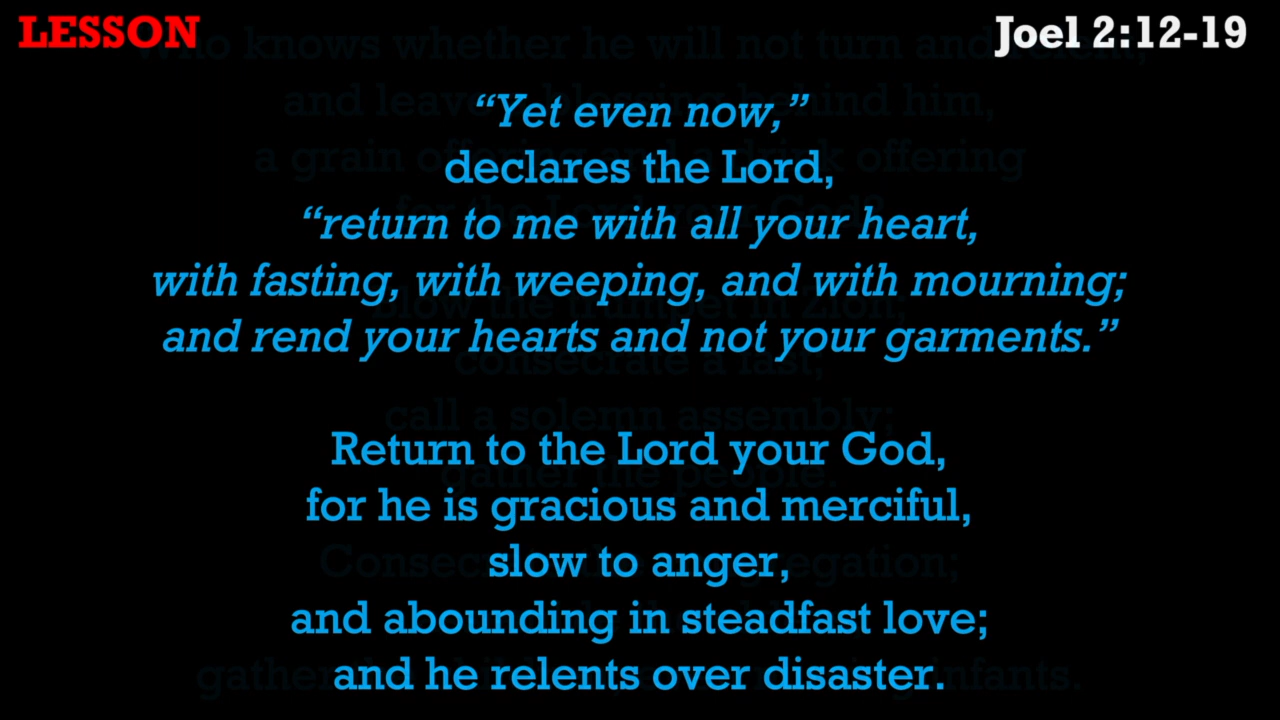 LESSON
Joel 2:12-19
“Yet even now,”
declares the Lord,
“return to me with all your heart,
with fasting, with weeping, and with mourning;
and rend your hearts and not your garments.”
Return to the Lord your God,
for he is gracious and merciful,
slow to anger,
and abounding in steadfast love;
and he relents over disaster.